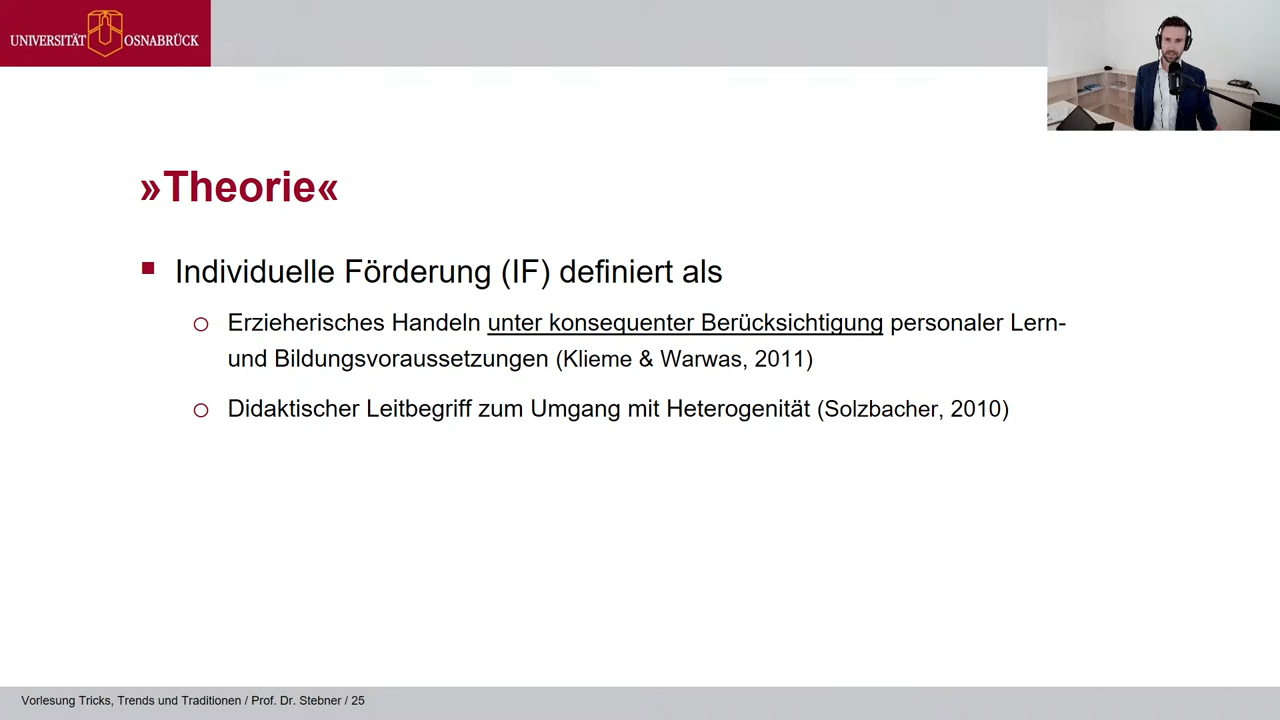 UNIVERSITÄT OSNABRÜCK
»Theorie«
Individuelle Förderung (IF) definiert als
Erzieherisches Handeln unter konsequenter Berücksichtigung personaler Lern-
und Bildungsvoraussetzungen (Klieme & Warwas, 2011)
Didaktischer Leitbegriff zum Umgang mit Heterogenität (Solzbacher, 2010)
Vorlesung Tricks, Trends und Traditionen / Prof. Dr. Stebner / 25